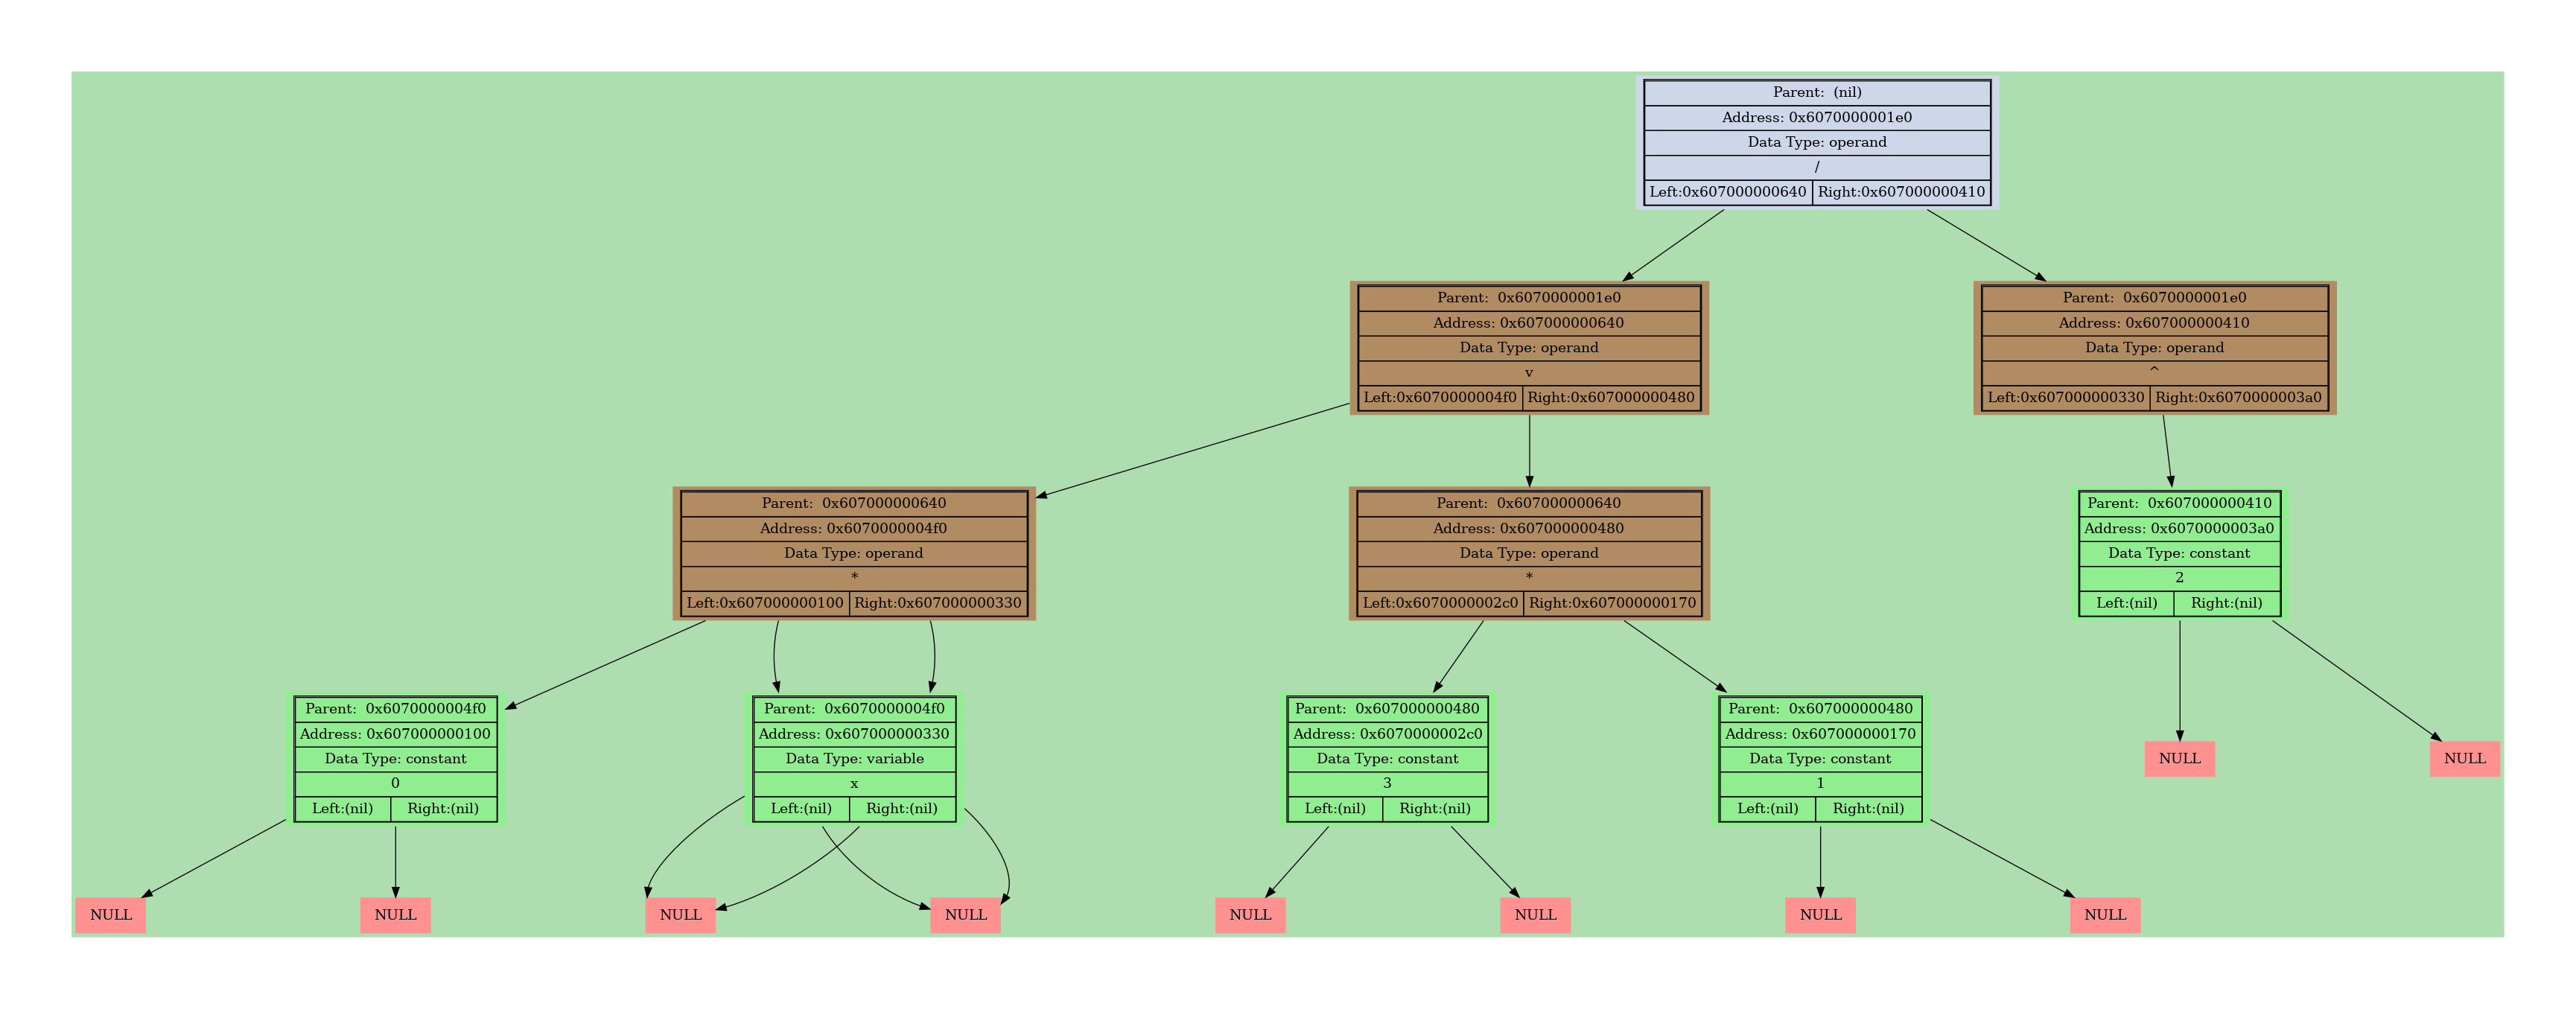 Parent:  (nil)
Address: 0x6070000001e0
Data Type: operand
/
Left:0x607000000640 Right:0x607000000410
Parent:  0x6070000001e0
Address: 0x607000000640
Data Type: operand
v
Left:0x6070000004f0 Right:0x607000000480
Parent:  0x6070000001e0
Address: 0x607000000410
Data Type: operand
^
Left:0x607000000330 Right:0x6070000003a0
Parent:  0x607000000640
Address: 0x6070000004f0
Data Type: operand
*
Left:0x607000000100 Right:0x607000000330
Parent:  0x607000000640
Address: 0x607000000480
Data Type: operand
*
Left:0x6070000002c0 Right:0x607000000170
Parent:  0x607000000410
Address: 0x6070000003a0
Data Type: constant
2
Left:(nil) Right:(nil)
Parent:  0x6070000004f0
Address: 0x607000000100
Data Type: constant
0
Left:(nil) Right:(nil)
Parent:  0x6070000004f0
Address: 0x607000000330
Data Type: variable
x
Left:(nil) Right:(nil)
Parent:  0x607000000480
Address: 0x6070000002c0
Data Type: constant
3
Left:(nil) Right:(nil)
Parent:  0x607000000480
Address: 0x607000000170
Data Type: constant
1
Left:(nil) Right:(nil)
NULL
NULL
NULL
NULL
NULL
NULL
NULL
NULL
NULL
NULL